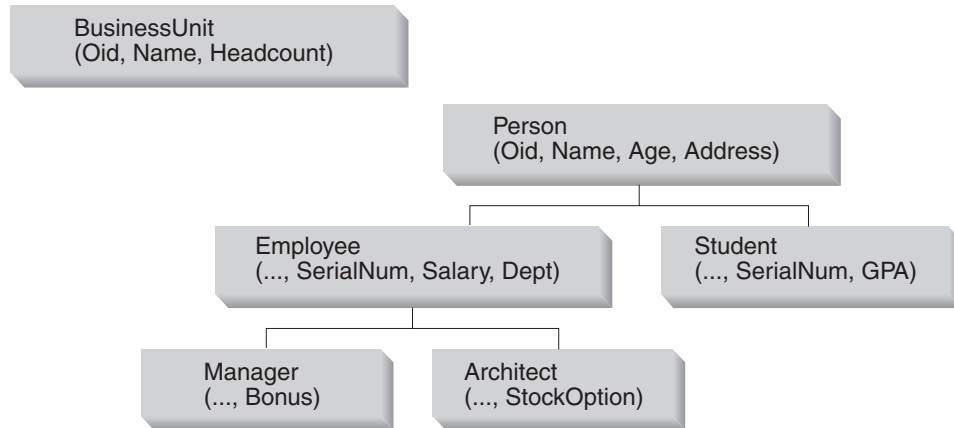 BusinessUnit
(Oid, Name, Headcount)
Person
(Oid, Name, Age, Address)
Employee
(..., SerialNum, Salary, Dept)
Student
(..., SerialNum, GPA)
Manager
(..., Bonus)
Architect
(..., StockOption)